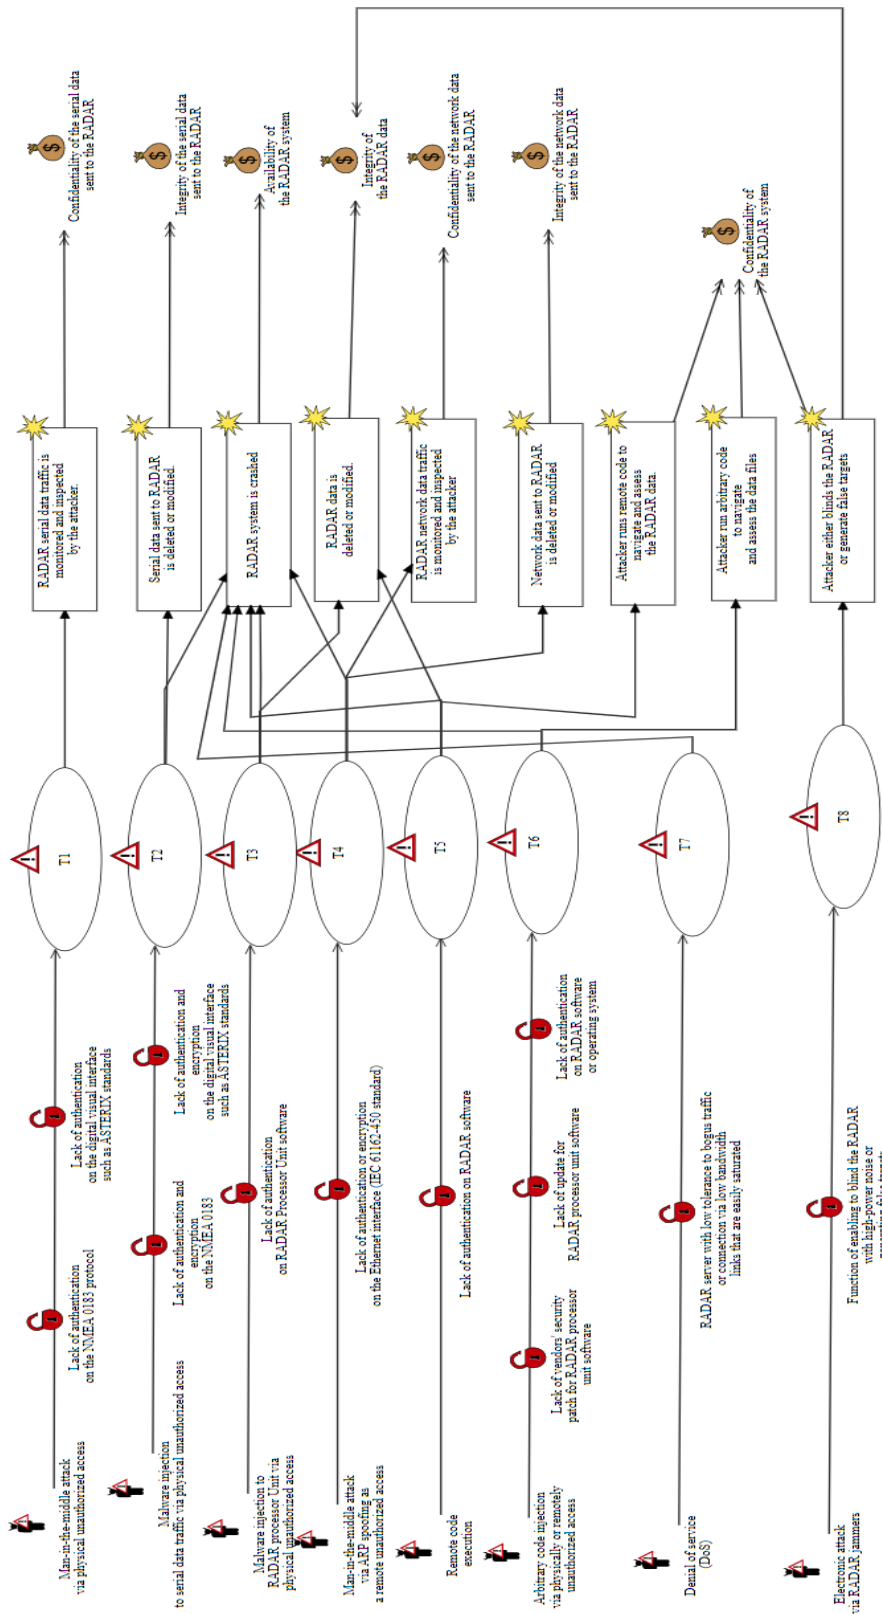 Man-in-the-middle attack
via physical unauthorized access
Lack of authentication
on the NMEA 0183 protocol
Lack of authentication
on the digital visual interface
such as ASTERIX standards
T1
RADAR serial data traffic is
monitored and inspected
by the attacker.
Confidentiality of the serial data
sent to the RADAR
Malware injection
to serial data traffic via physical unauthorized access
Lack of authentication and
encryption
on the NMEA 0183
Lack of authentication and
encryption
on the digital visual interface
such as ASTERIX standards
T2
Serial data sent to RADAR
is deleted or modified.
Integrity of the serial data
sent to the RADAR
Malware injection to
RADAR processor Unit via
physical unauthorized access
Lack of authentication
on RADAR Processor Unit software
T3
RADAR system is crashed
Availability of
the RADAR system
Man-in-the-middle attack
via ARP spoofing as
a remote unauthorized access
Lack of authentication or encryption
on the Ethernet interface (IEC 61162-450 standard)
T4
RADAR data is
deleted or modified.
Integrity of
the RADAR data
Remote code
execution
Lack of authentication on RADAR software
T5
RADAR network data traffic
is monitored and inspected
by the attacker
Confidentiality of the network data
sent to the RADAR
Arbitrary code injection
via physically or remotely
unauthorized access
Lack of vendors' security
patch for RADAR processor
unit software
Lack of update for
RADAR processor unit software
Lack of authentication
on RADAR software
or operating system
T6
Network data sent to RADAR
is deleted or modified
Integrity of the network data
sent to the RADAR
Attacker runs remote code to
navigate and assess
the RADAR data.
Denial of service
(DoS)
RADAR server with low tolerance to bogus traffic
or connection via low bandwidth
links that are easily saturated
T7
Attacker run arbitrary code
to navigate
and assess the data files
Confidentiality of
the RADAR system
Electronic attack
via RADAR jammers
Function of enabling to blind the RADAR
with high-power noise or
T8
Attacker either blinds the RADAR
or generate false targets